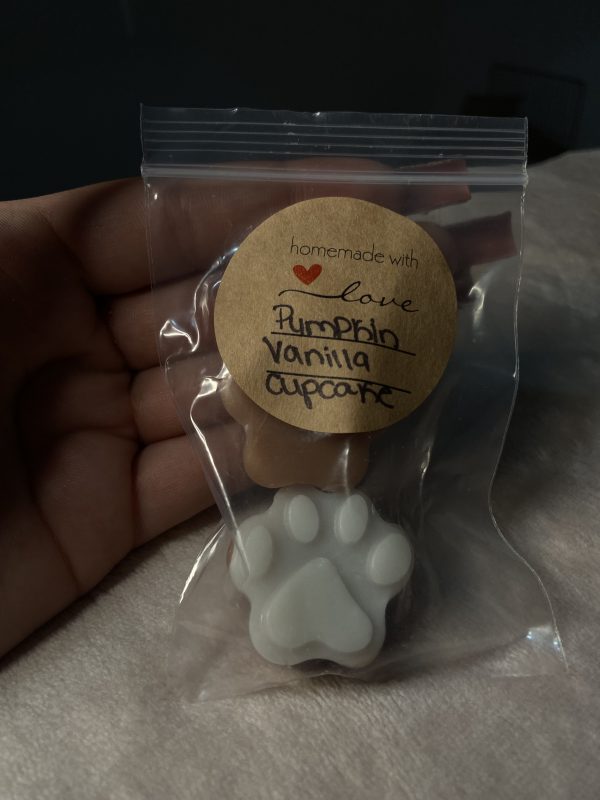 homemade with
love
Pumpkin
Vanilla
cupcake